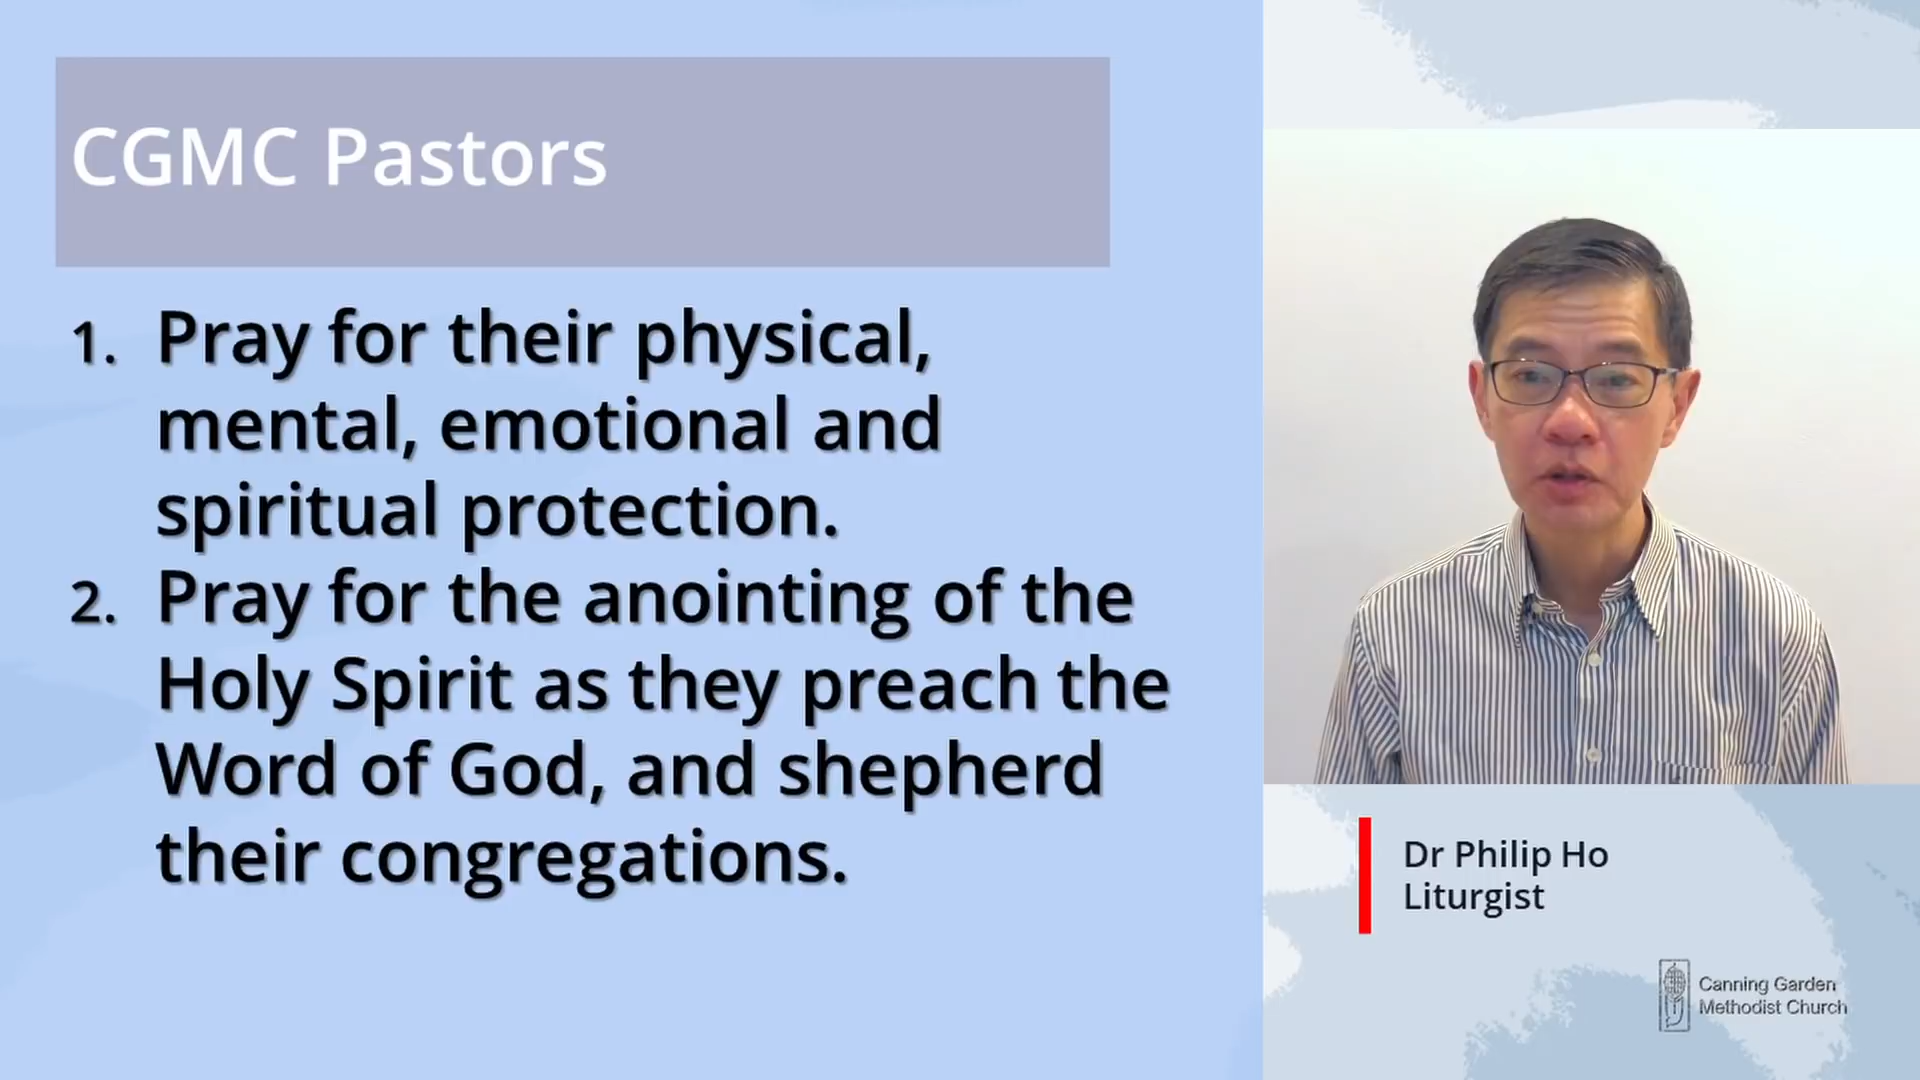 CGMC Pastors
1. Pray for their physical,
mental, emotional and
spiritual protection.
2. Pray for the anointing of the
Holy Spirit as they preach the
Word of God, and shepherd
their congregations.
Dr Philip Ho
Liturgist
Canning Garden
Methodist Church